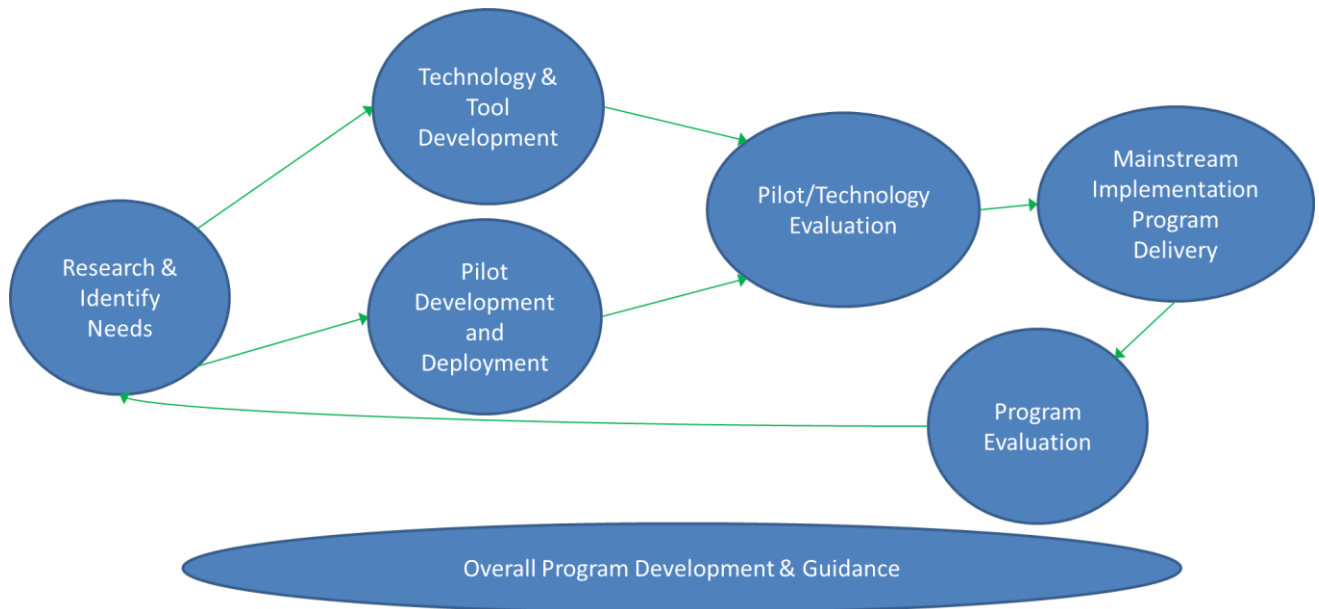 Technology &
Tool
Development
Research &
Identify
Needs
Pilot
Development
and
Deployment
Pilot/Technology
Evaluation
Mainstream
Implementation
Program
Delivery
Program
Evaluation
Overall Program Development & Guidance